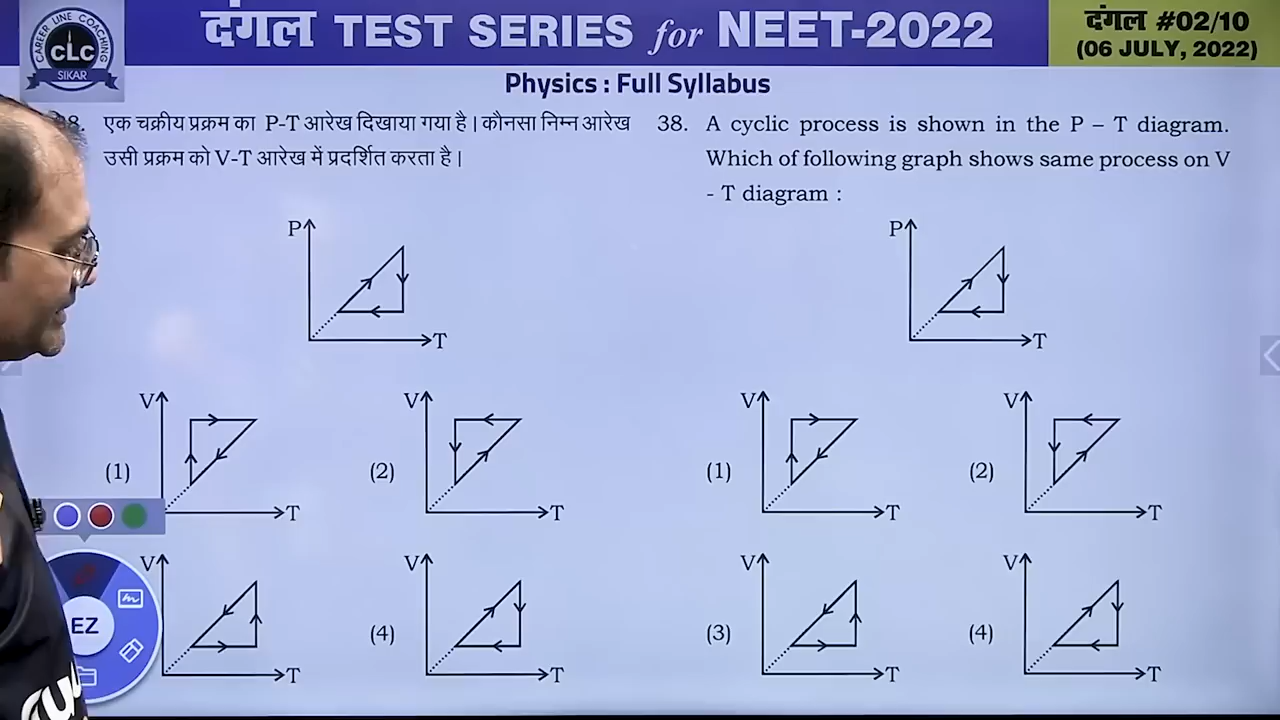 दंगल TEST SERIES for NEET-2022
दंगल #02/10
(06 JULY, 2022)
CAREER LINE COACHING
CLC
SIKAR
Physics : Full Syllabus
38. एक चक्रीय प्रक्रम का P-T आरेख दिखाया गया है। कौनसा निम्न आरेख
उसी प्रक्रम को V-T आरेख में प्रदर्शित करता है।
P
T
V
T
(1)
V
T
(2)
V
T
V
T
(4)
38. A cyclic process is shown in the P – T diagram.
Which of following graph shows same process on V
- T diagram :
P
T
V
T
(1)
V
T
(2)
V
T
(3)
V
T
(4)
EZ